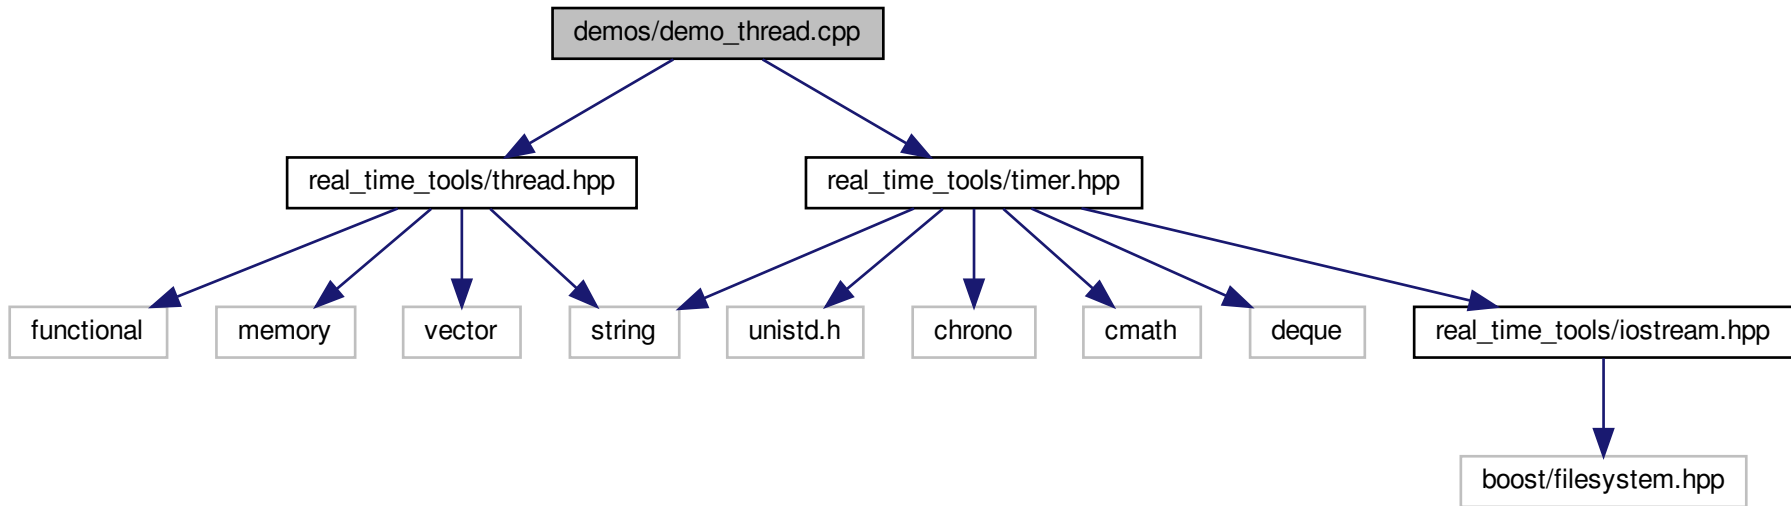 demos/demo_thread.cpp
real_time_tools/thread.hpp
real_time_tools/timer.hpp
functional
memory
vector
string
unistd.h
chrono
cmath
deque
real_time_tools/iostream.hpp
boost/filesystem.hpp